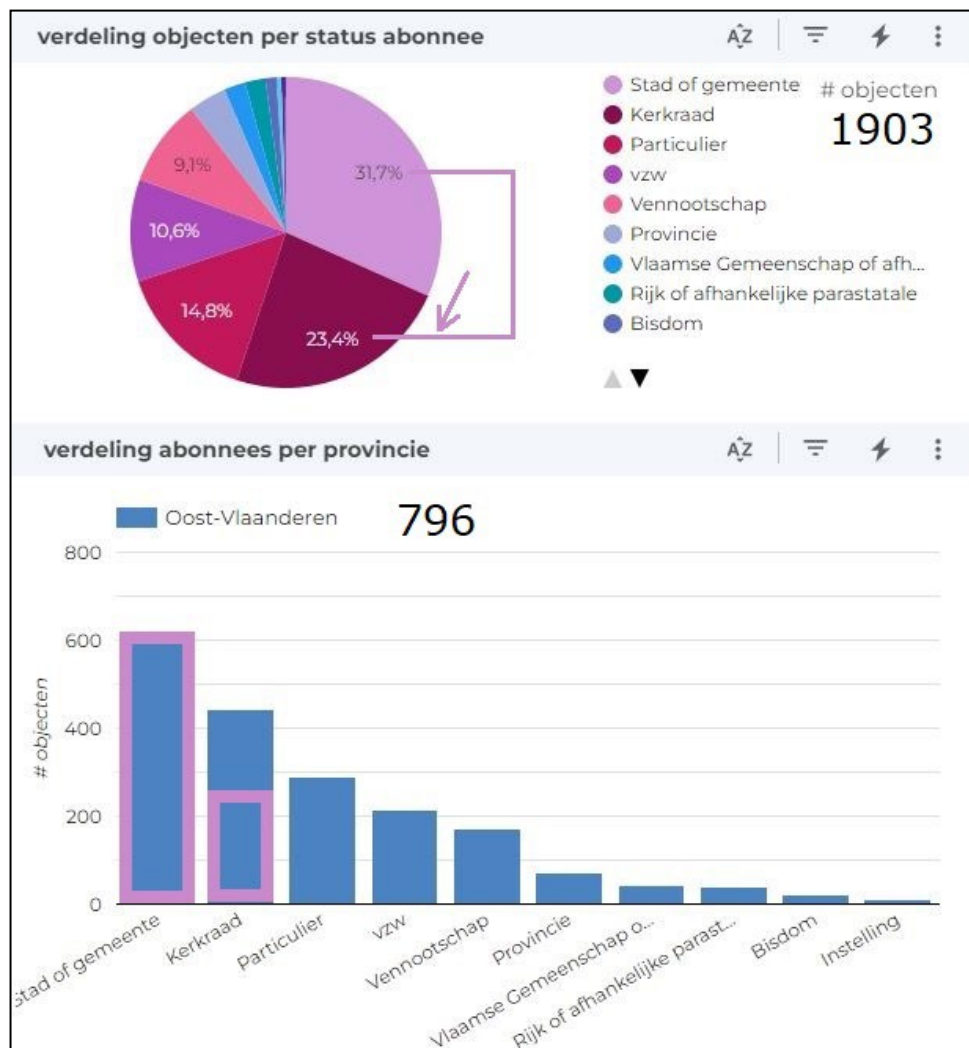 verdeling objecten per status abonnee
AZ
Stad of gemeente
Kerkraad
Particulier
vzw
Vennootschap
Provincie
Vlaamse Gemeenschap of afh...
Rijk of afhankelijke parastatale
Bisdom
# objecten
1903
31,7%
23,4%
14,8%
10,6%
9,1%
verdeling abonnees per provincie
AZ
Oost-Vlaanderen
796
# objecten
800
600
400
200
0
Stad of gemeente
Kerkraad
Particulier
vzw
Vennootschap
Provincie
Vlaamse Gemeenschap o...
Rijk of afhankelijke parast...
Bisdom
Instelling